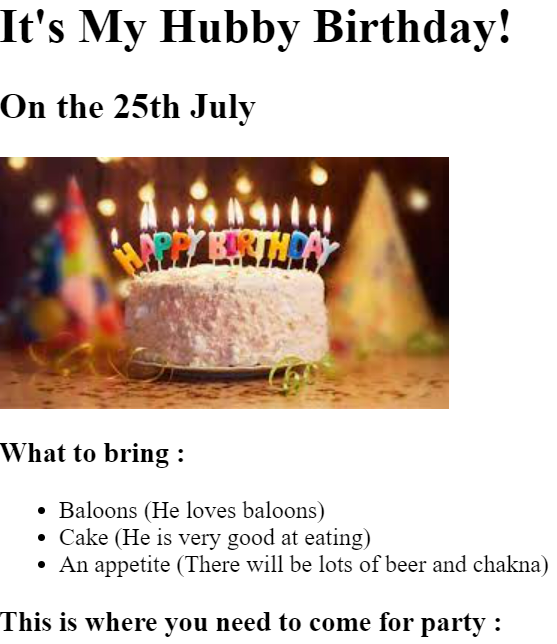 It's My Hubby Birthday!
On the 25th July
HAPPY BIRTHDAY
What to bring :
Baloons (He loves baloons)
Cake (He is very good at eating)
An appetite (There will be lots of beer and chakna)
This is where you need to come for party :